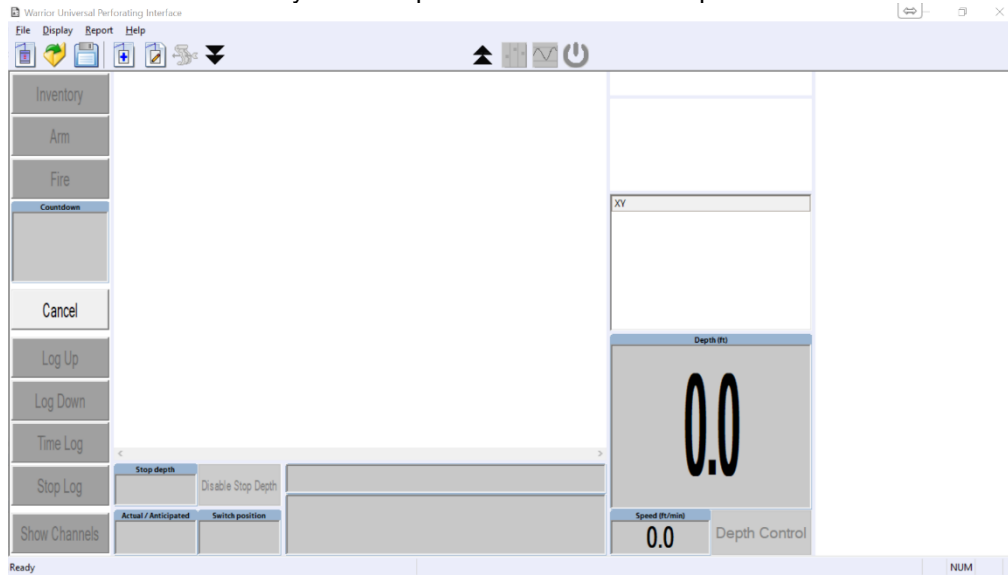 Warrior Universal Perforating Interface
File Display Report Help
Inventory
Arm
Fire
Countdown
Cancel
Log Up
Log Down
Time Log
Stop Log
Show Channels
Stop depth
Disable Stop Depth
Actual / Anticipated
Switch position
XY
Depth (ft)
0.0
Speed (ft/min)
0.0
Depth Control
Ready
NUM